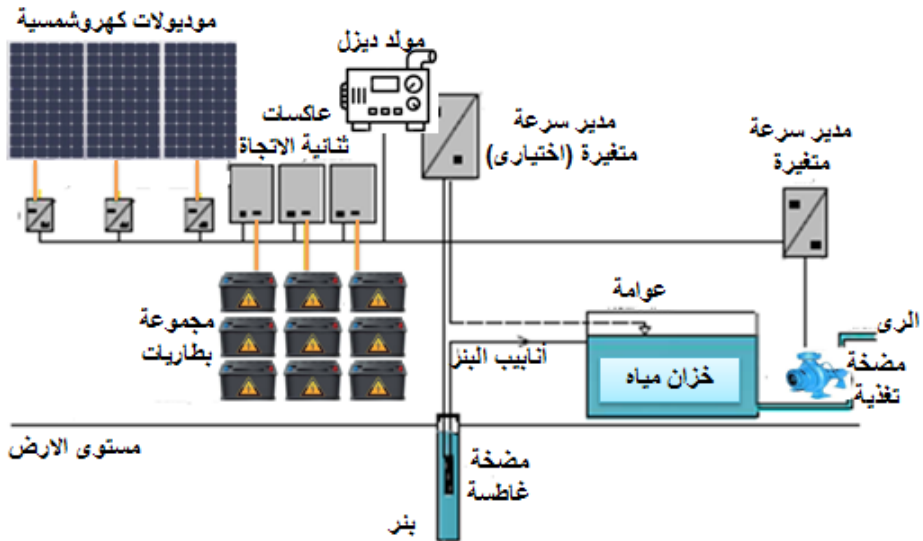 موديولات كهروشمسية
مولد ديزل
عاكسات
ثنائية الاتجاة
مدير سرعة
متغيرة (اختيارى)
مدير سرعة
متغيرة
عوامة
الرى
مجموعة
بطاريات
انابيب البئر
خزان مياه
مضخة
تغذية
مستوى الارض
مضخة
غاطسة
بئر